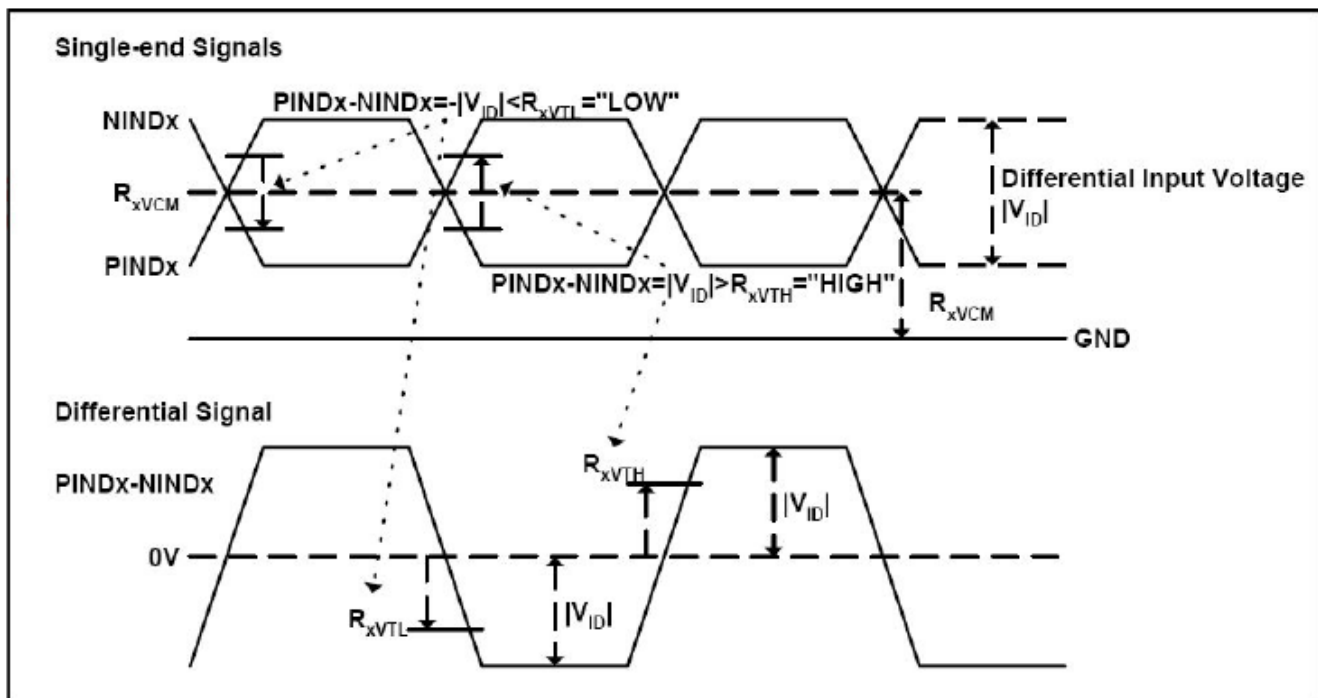 Single-end Signals
PINDx-NINDx=-|VID|<RxVTL="LOW"
NINDx
RxVCM
Differential Input Voltage
|VID|
PINDx
PINDx-NINDx=|VID|>RxVTH="HIGH"
RxVCM
GND
Differential Signal
RxVTH
PINDx-NINDx
|VID|
0V
RxVTL
|VID|